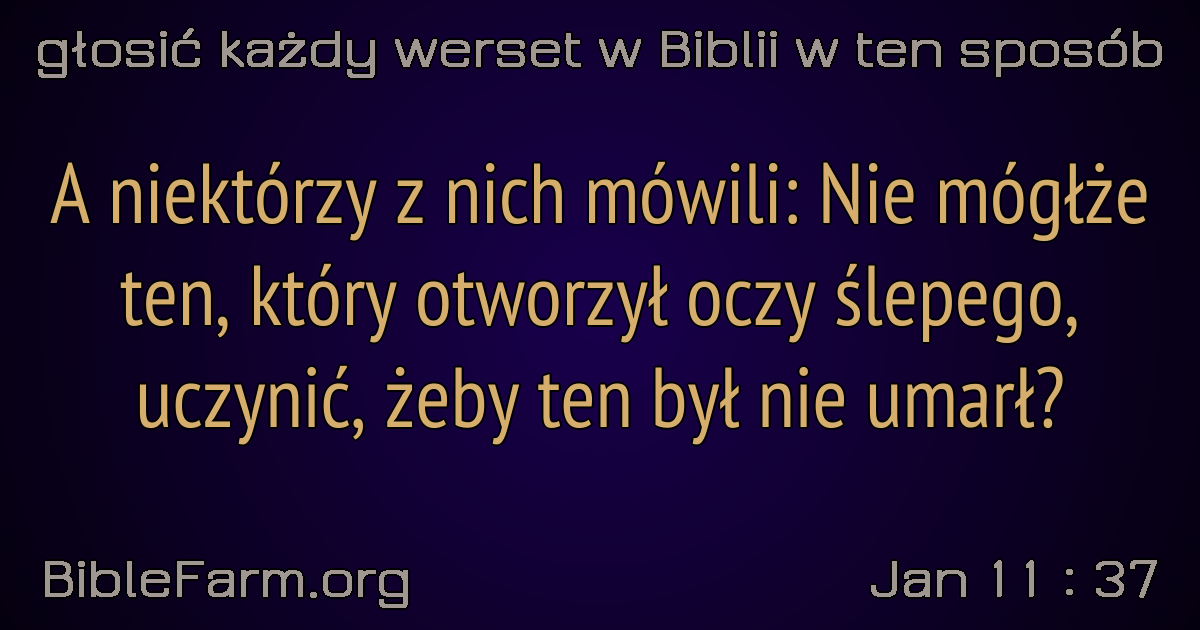 głosić każdy werset w Biblii w ten sposób
A niektórzy z nich mówili: Nie mógłże
ten, który otworzył oczy ślepego,
uczynić, żeby ten był nie umarł?
BibleFarm.org
Jan 11 : 37